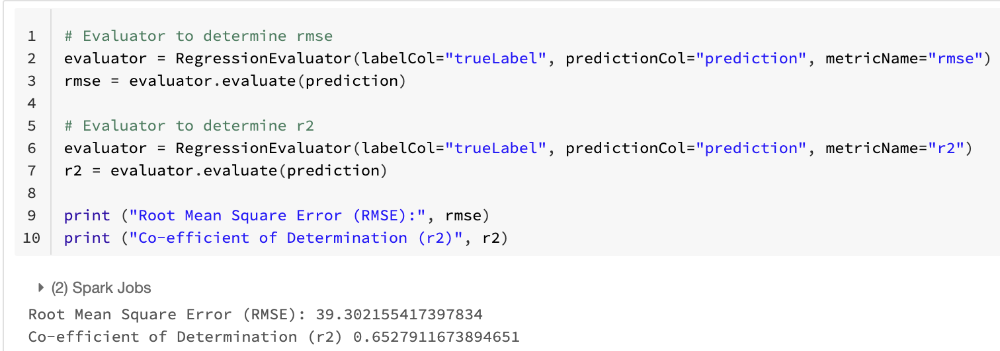 1 # Evaluator to determine rmse
2 evaluator = RegressionEvaluator(labelCol="trueLabel", predictionCol="prediction", metricName="rmse")
3 rmse = evaluator.evaluate(prediction)
4
5 # Evaluator to determine r2
6 evaluator = RegressionEvaluator(labelCol="trueLabel", predictionCol="prediction", metricName="r2")
7 r2 = evaluator.evaluate(prediction)
8
9 print ("Root Mean Square Error (RMSE):", rmse)
10 print ("Co-efficient of Determination (r2)", r2)
(2) Spark Jobs
Root Mean Square Error (RMSE): 39.302155417397834
Co-efficient of Determination (r2) 0.6527911673894651